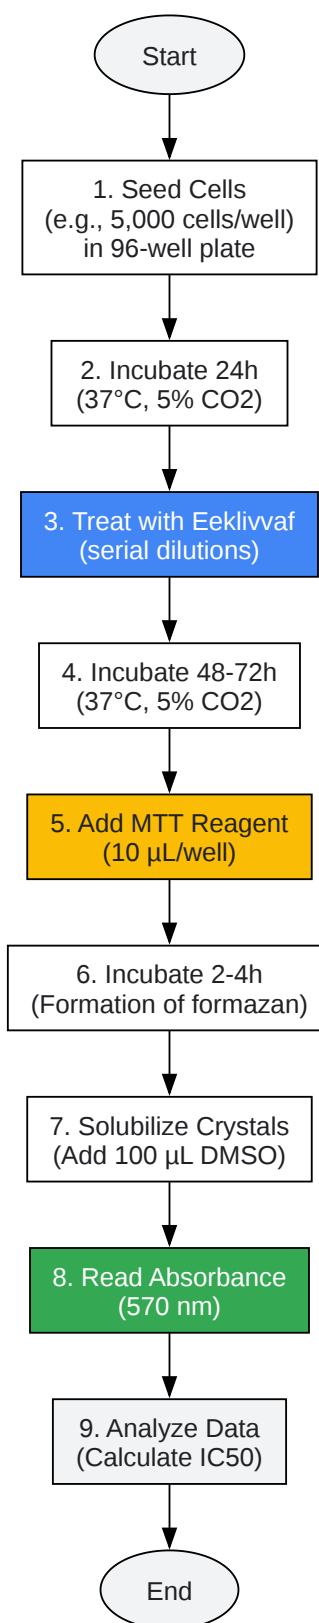 Start
1. Seed Cells
(e.g., 5,000 cells/well)
in 96-well plate
2. Incubate 24h
(37°C, 5% CO2)
3. Treat with Eeklivvaf
(serial dilutions)
4. Incubate 48-72h
(37°C, 5% CO2)
5. Add MTT Reagent
(10 µL/well)
6. Incubate 2-4h
(Formation of formazan)
7. Solubilize Crystals
(Add 100 µL DMSO)
8. Read Absorbance
(570 nm)
9. Analyze Data
(Calculate IC50)
End